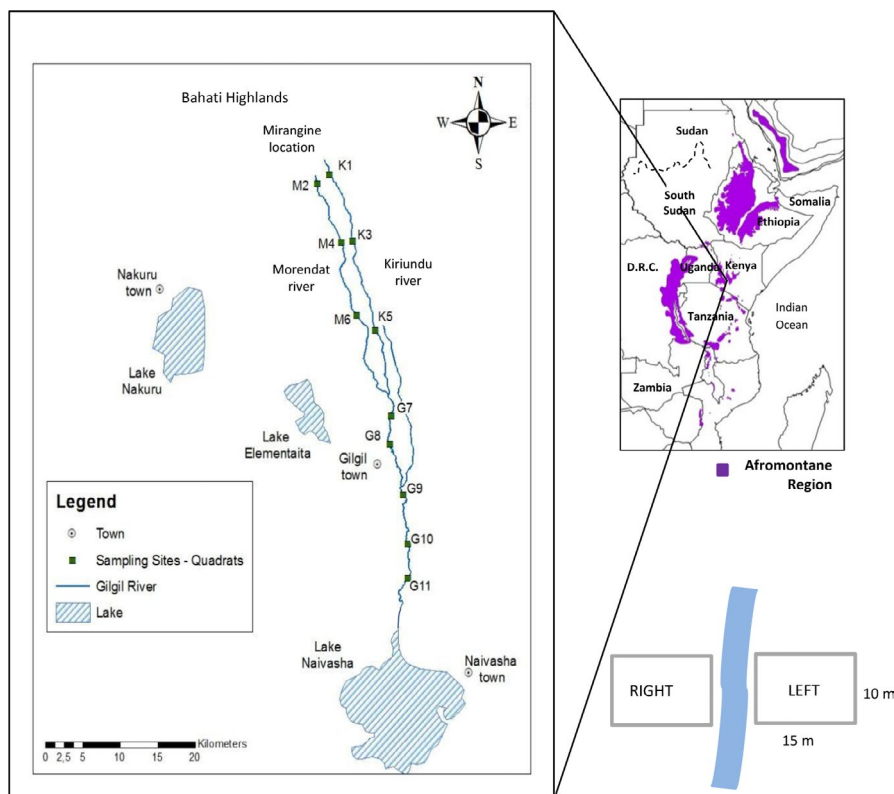 Bahati Highlands
N
W
E
S
Mirangine
location
K1
M2
M4
K3
Morendat
river
Kiriundu
river
Nakuru
town
M6
K5
Lake
Nakuru
G7
Lake
Elementaita
G8
Gilgil
town
G9
G10
G11
Legend
Town
Sampling Sites - Quadrats
Gilgil River
Lake
Lake
Naivasha
Naivasha
town
Kilometers
0 2,5 5 10 15 20
Sudan
South
Sudan
Somalia
Ethiopia
D.R.C.
Uganda
Kenya
Tanzania
Indian
Ocean
Zambia
Afromontane
Region
RIGHT
LEFT
10 m
15 m